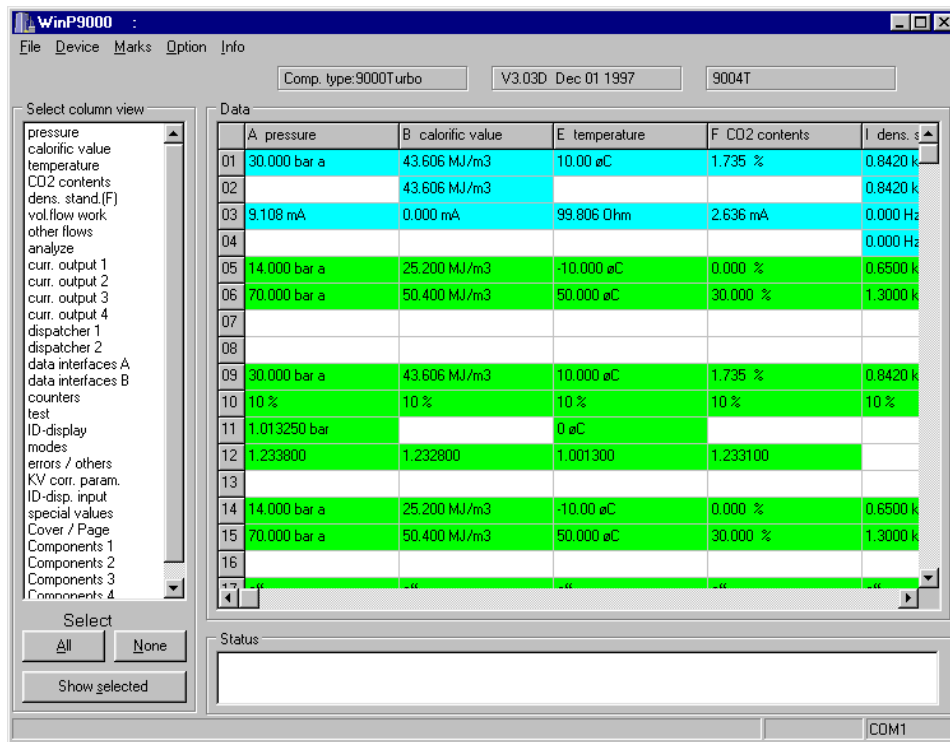 WinP9000 :
File Device Marks Option Info
Comp. type:9000Turbo V3.03D Dec 01 1997 9004T
Select column view
pressure
calorific value
temperature
CO2 contents
dens. stand.(F)
vol.flow work
other flows
analyze
curr. output 1
curr. output 2
curr. output 3
curr. output 4
dispatcher 1
dispatcher 2
data interfaces A
data interfaces B
counters
test
ID-display
modes
errors / others
KV corr. param.
ID-disp. input
special values
Cover / Page
Components 1
Components 2
Components 3
Components 4
Select
All None
Show selected
Data
A pressure B calorific value E temperature F CO2 contents I dens. s
01 30.000 bar a 43.606 MJ/m3 10.00 øC 1.735 % 0.8420 k
02 43.606 MJ/m3 0.8420 k
03 9.108 mA 0.000 mA 99.806 Ohm 2.636 mA 0.000 Hz
04 0.000 Hz
05 14.000 bar a 25.200 MJ/m3 -10.000 øC 0.000 % 0.6500 k
06 70.000 bar a 50.400 MJ/m3 50.000 øC 30.000 % 1.3000 k
07
08
09 30.000 bar a 43.606 MJ/m3 10.000 øC 1.735 % 0.8420 k
10 10 % 10 % 10 % 10 % 10 %
11 1.013250 bar 0 øC
12 1.233800 1.232800 1.001300 1.233100
13
14 14.000 bar a 25.200 MJ/m3 -10.00 øC 0.000 % 0.6500 k
15 70.000 bar a 50.400 MJ/m3 50.000 øC 30.000 % 1.3000 k
16
17
Status
COM1